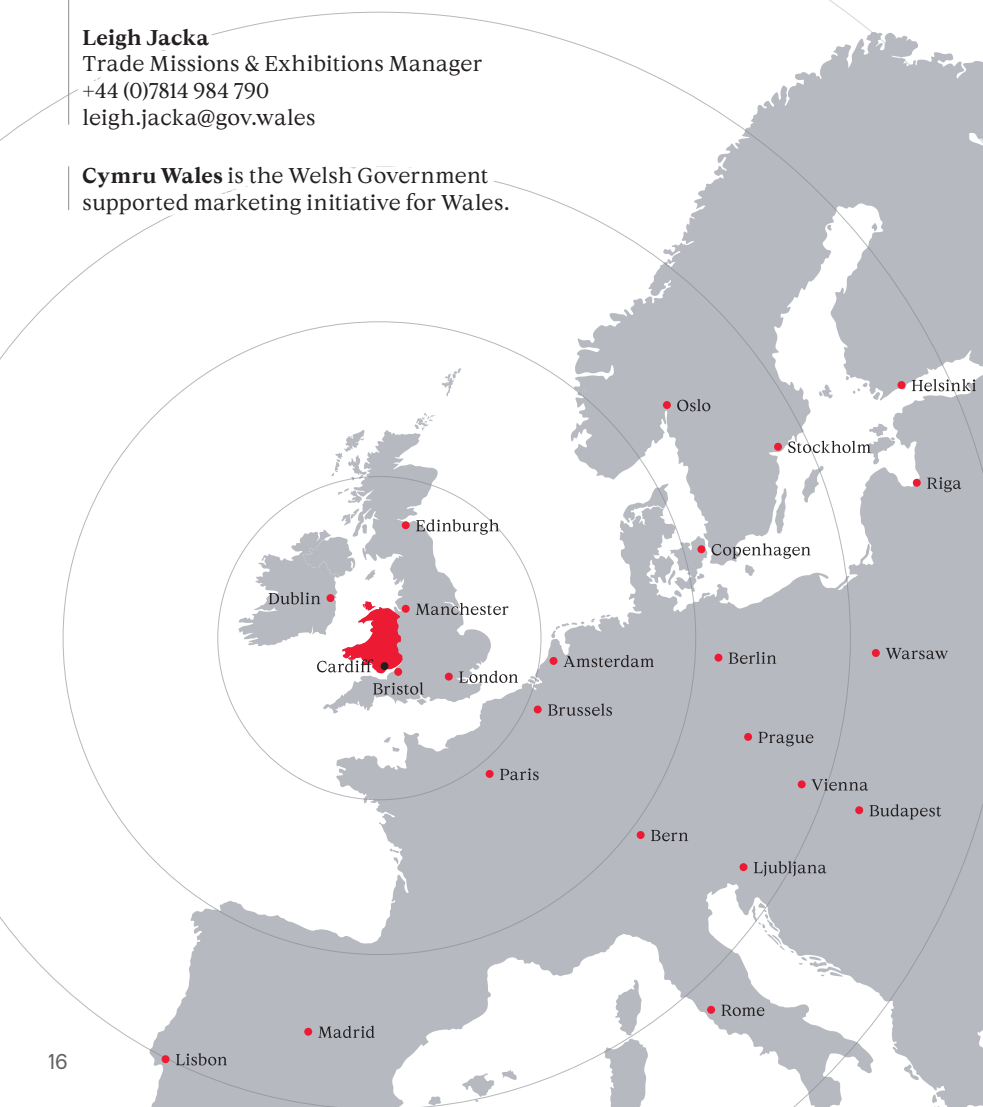 Leigh Jacka
Trade Missions & Exhibitions Manager
+44 (0)7814 984 790
leigh.jacka@gov.wales
Cymru Wales is the Welsh Government
supported marketing initiative for Wales.
Helsinki
Oslo
Stockholm
Riga
Edinburgh
Copenhagen
Dublin
Manchester
Cardiff
Bristol
London
Amsterdam
Berlin
Warsaw
Brussels
Prague
Paris
Vienna
Budapest
Bern
Ljubljana
Rome
Madrid
Lisbon
16